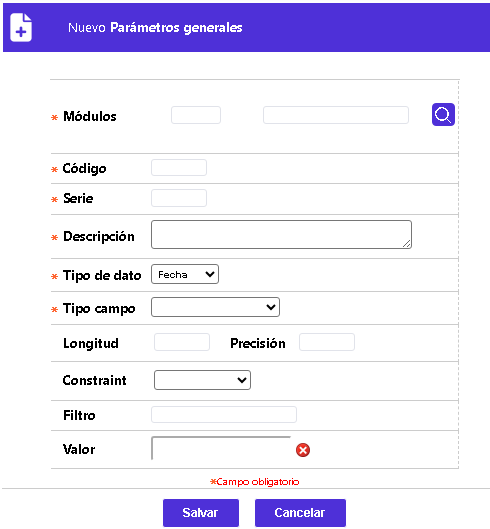 Nuevo Parámetros generales
* Módulos
* Código
* Serie
* Descripción
* Tipo de dato Fecha
* Tipo campo
Longitud Precisión
Constraint
Filtro
Valor
*Campo obligatorio
Salvar Cancelar